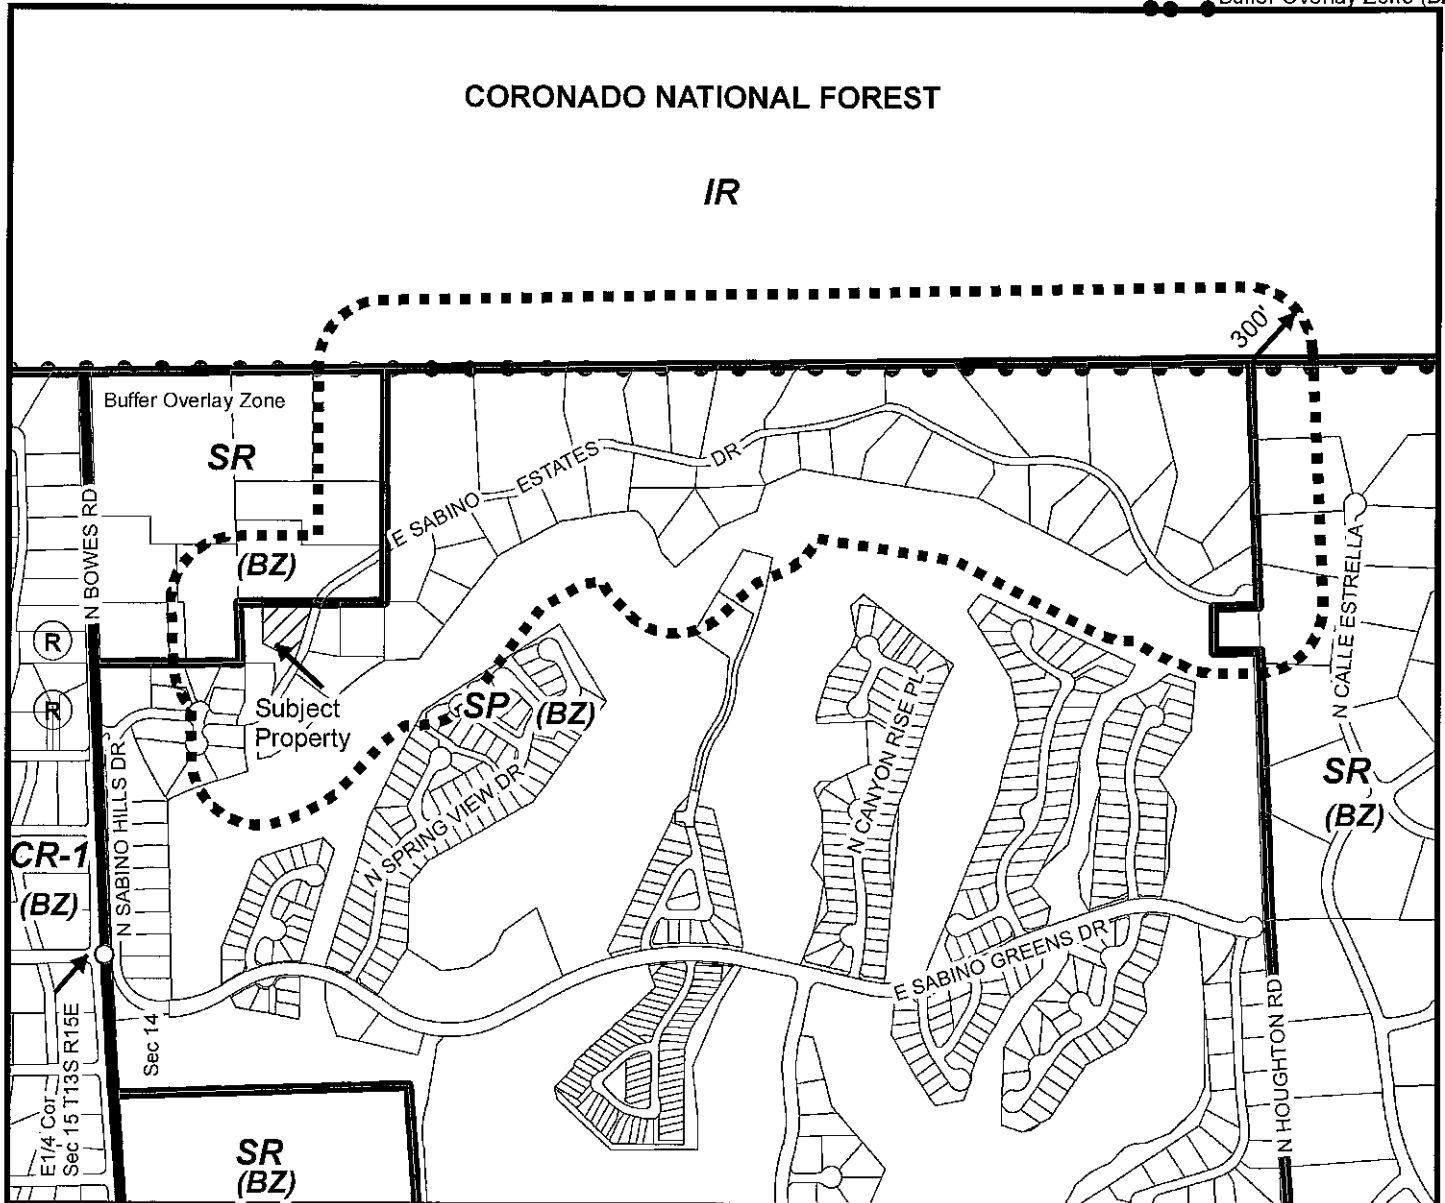 Buffer Overlay Zone
CORONADO NATIONAL FOREST
IR
300'
Buffer Overlay Zone
SR
N BOWES RD
E SABINO ESTATES DR
(BZ)
R
R
Subject
Property
SP
(BZ)
N SPRING VIEW DR
N CANYON RISE PL
N CALLE ESTRELLA
SR
(BZ)
N SABINO HILLS DR
CR-1
(BZ)
E SABINO GREENS DR
N HOUGHTON RD
Sec 14
E1/4 Cor
Sec 15 T13S R15E
SR
(BZ)